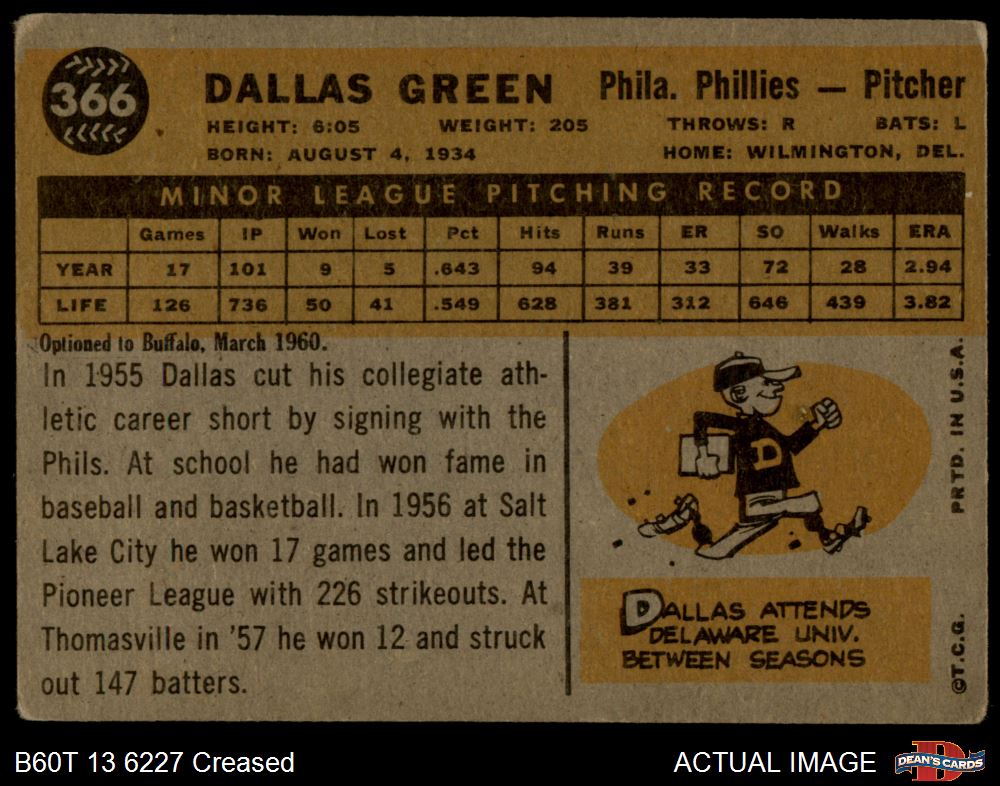 366
DALLAS GREEN Phila. Phillies — Pitcher
HEIGHT: 6:05 WEIGHT: 205 THROWS: R BATS: L
BORN: AUGUST 4, 1934 HOME: WILMINGTON, DEL.
MINOR LEAGUE PITCHING RECORD
Games IP Won Lost Pct Hits Runs ER SO Walks ERA
YEAR 17 101 9 5 .643 94 39 33 72 28 2.94
LIFE 126 736 50 41 .549 628 381 312 646 439 3.82
Optioned to Buffalo, March 1960.
In 1955 Dallas cut his collegiate ath-
letic career short by signing with the
Phils. At school he had won fame in
baseball and basketball. In 1956 at Salt
Lake City he won 17 games and led the
Pioneer League with 226 strikeouts. At
Thomasville in '57 he won 12 and struck
out 147 batters.
D
DALLAS ATTENDS
DELAWARE UNIV.
BETWEEN SEASONS
©T.C.G. PRTD. IN U.S.A.
B60T 13 6227 Creased
ACTUAL IMAGE
D
DEAN'S CARDS